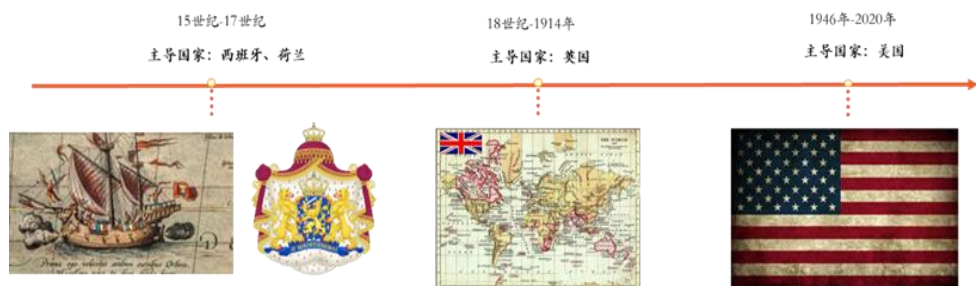 15世纪-17世纪
主导国家：西班牙、荷兰
18世纪-1914年
主导国家：英国
1946年-2020年
主导国家：美国
THE WORLD